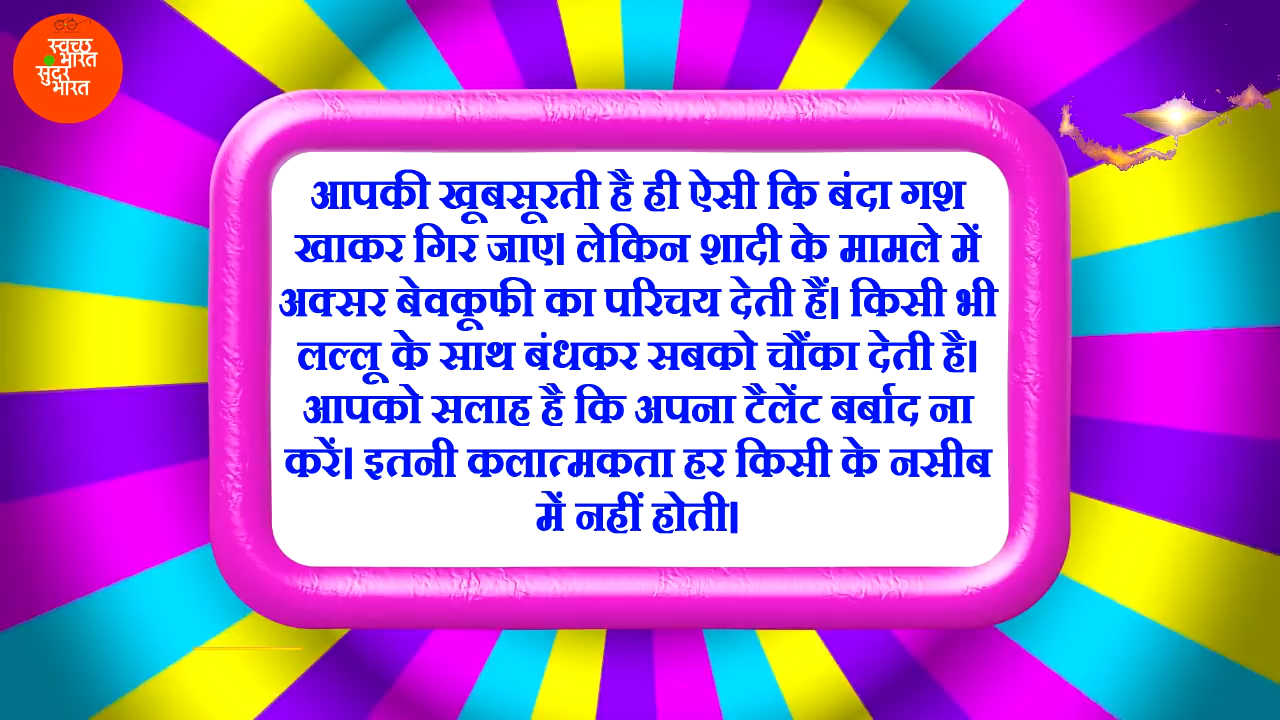 स्वच्छ
भारत
सुंदर
भारत
आपकी खूबसूरती है ही ऐसी कि बंदा गश
खाकर गिर जाए। लेकिन शादी के मामले में
अक्सर बेवकूफी का परिचय देती हैं। किसी भी
लल्लू के साथ बंधकर सबको चौंका देती है।
आपको सलाह है कि अपना टैलेंट बर्बाद ना
करें। इतनी कलात्मकता हर किसी के नसीब
में नहीं होती।